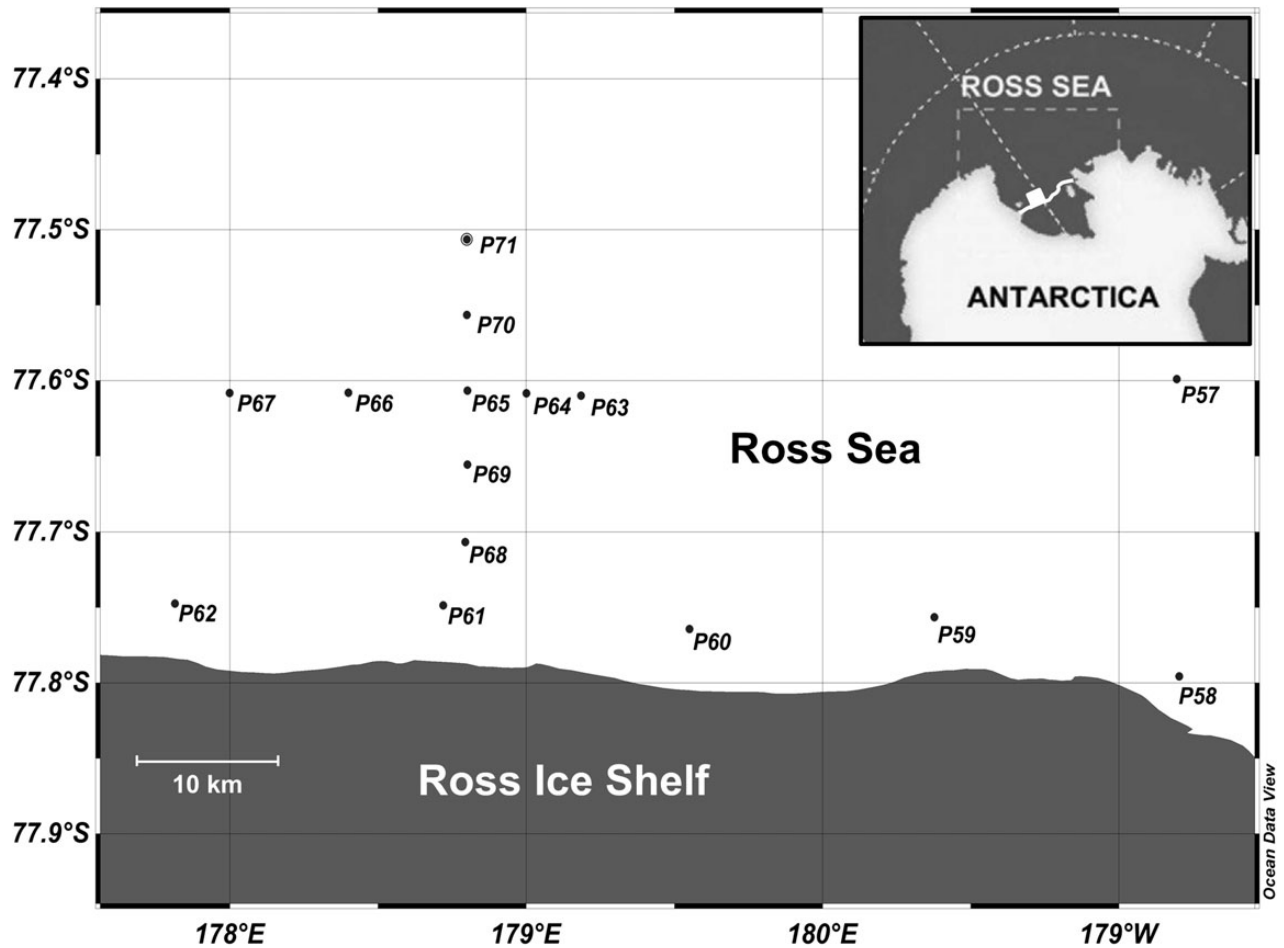 77.4°S
77.5°S
77.6°S
77.7°S
77.8°S
77.9°S
ROSS SEA
ANTARCTICA
P71
P70
P67
P66
P65
P64
P63
P57
Ross Sea
P69
P68
P62
P61
P60
P59
P58
10 km
Ross Ice Shelf
Ocean Data View
178°E
179°E
180°E
179°W